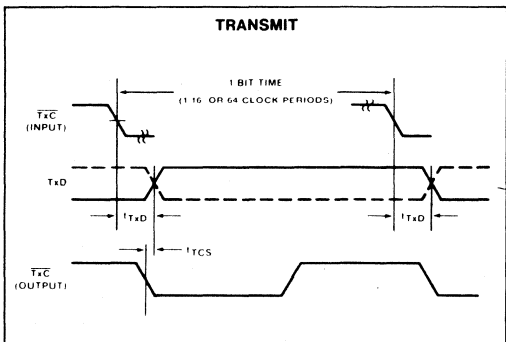 TRANSMIT
1 BIT TIME
(1 16 OR 64 CLOCK PERIODS)
TxC
(INPUT)
TxD
tTxD
tTxD
tTCS
TxC
(OUTPUT)